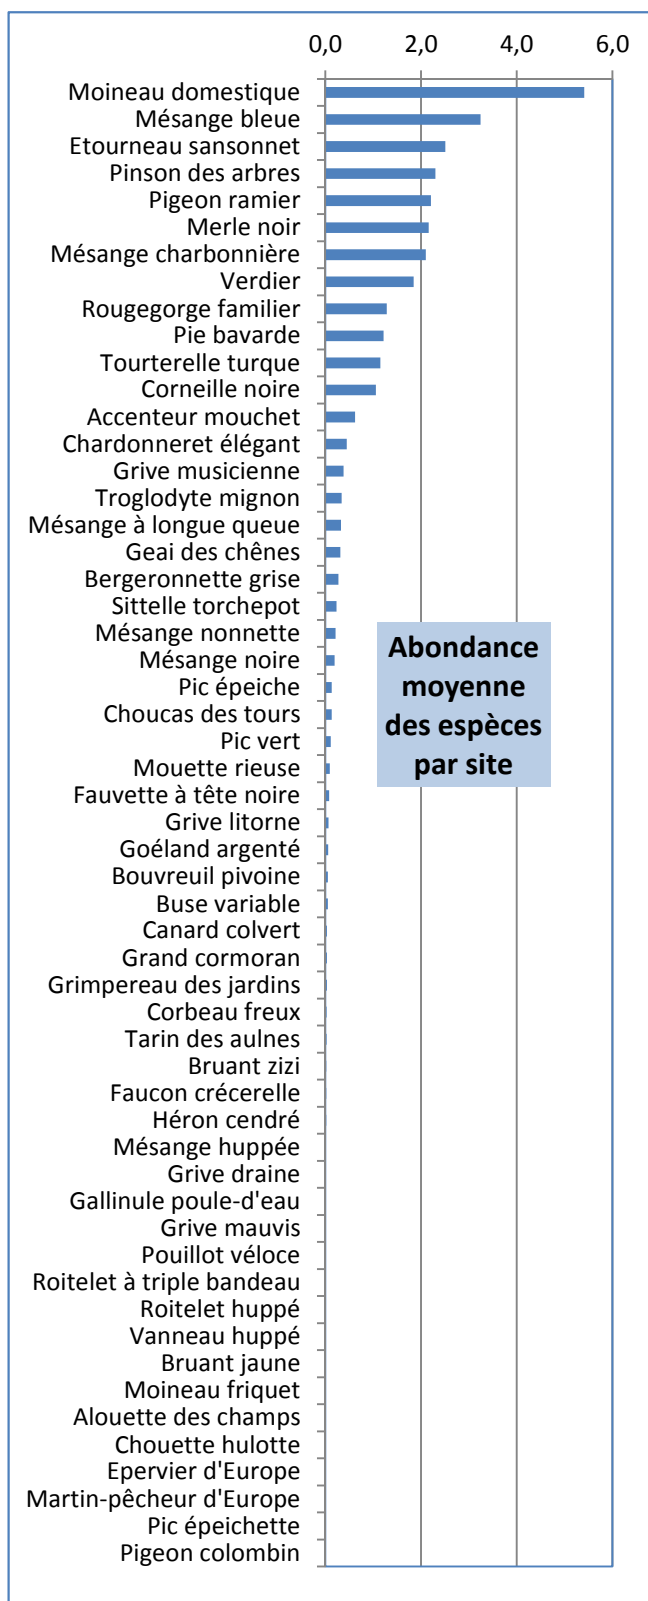 0,0 2,0 4,0 6,0
Moineau domestique
Mésange bleue
Etourneau sansonnet
Pinson des arbres
Pigeon ramier
Merle noir
Mésange charbonnière
Verdier
Rougegorge familier
Pie bavarde
Tourterelle turque
Corneille noire
Accenteur mouchet
Chardonneret élégant
Grive musicienne
Troglodyte mignon
Mésange à longue queue
Geai des chênes
Bergeronnette grise
Sittelle torchepot
Mésange nonnette
Mésange noire
Pic épeiche
Choucas des tours
Pic vert
Mouette rieuse
Fauvette à tête noire
Grive litorne
Goéland argenté
Bouvreuil pivoine
Buse variable
Canard colvert
Grand cormoran
Grimpereau des jardins
Corbeau freux
Tarin des aulnes
Bruant zizi
Faucon crécerelle
Héron cendré
Mésange huppée
Grive draine
Gallinule poule-d'eau
Grive mauvis
Pouillot véloce
Roitelet à triple bandeau
Roitelet huppé
Vanneau huppé
Bruant jaune
Moineau friquet
Alouette des champs
Chouette hulotte
Epervier d'Europe
Martin-pêcheur d'Europe
Pic épeichette
Pigeon colombin
Abondance
moyenne
des espèces
par site